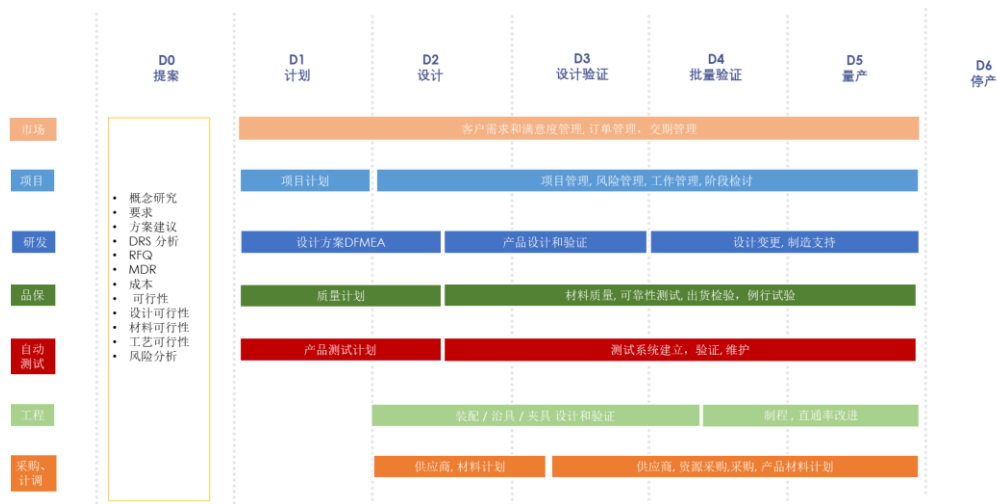 D0
提案
D1
计划
D2
设计
D3
设计验证
D4
批量验证
D5
量产
D6
停产
市场
客户需求和满意度管理, 订单管理，交期管理
项目
项目计划
项目管理, 风险管理, 工作管理, 阶段检讨
• 概念研究
• 要求
• 方案建议
• DRS 分析
• RFQ
• MDR
• 成本
• 可行性
• 设计可行性
• 材料可行性
• 工艺可行性
• 风险分析
研发
设计方案DFMEA
产品设计和验证
设计变更, 制造支持
品保
质量计划
材料质量, 可靠性测试, 出货检验，例行试验
自动
测试
产品测试计划
测试系统建立，验证, 维护
工程
装配 / 治具 / 夹具 设计和验证
制程 , 直通率改进
采购、
计调
供应商, 材料计划
供应商, 资源采购,采购, 产品材料计划